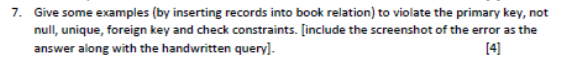 7. Give some examples (by inserting records into book relation) to violate the primary key, not
null, unique, foreign key and check constraints. [include the screenshot of the error as the
answer along with the handwritten query]. [4]